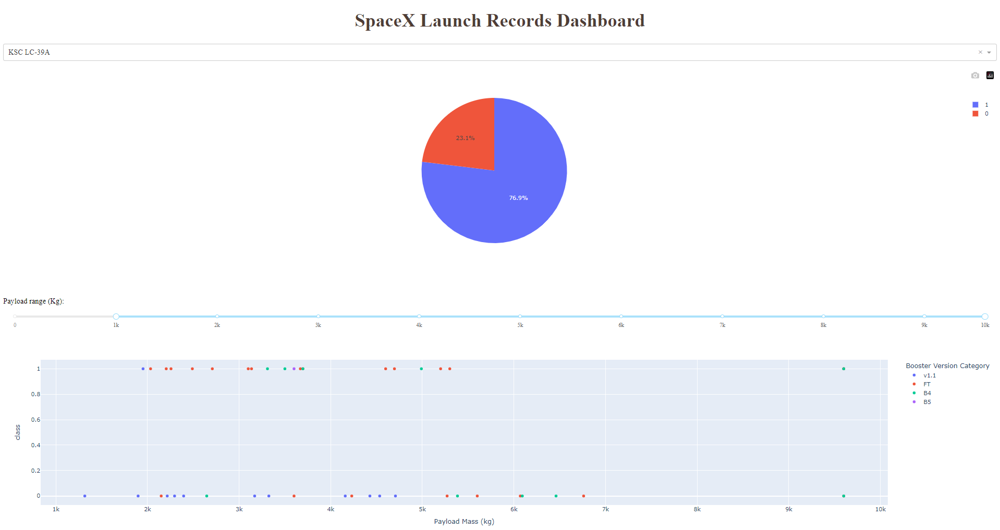 SpaceX Launch Records Dashboard
KSC LC-39A
×
1
0
23.1%
76.9%
Payload range (Kg):
0 1k 2k 3k 4k 5k 6k 7k 8k 9k 10k
Booster Version Category
v1.1
FT
B4
B5
1
0.8
0.6
0.4
0.2
0
class
1k 2k 3k 4k 5k 6k 7k 8k 9k 10k
Payload Mass (kg)